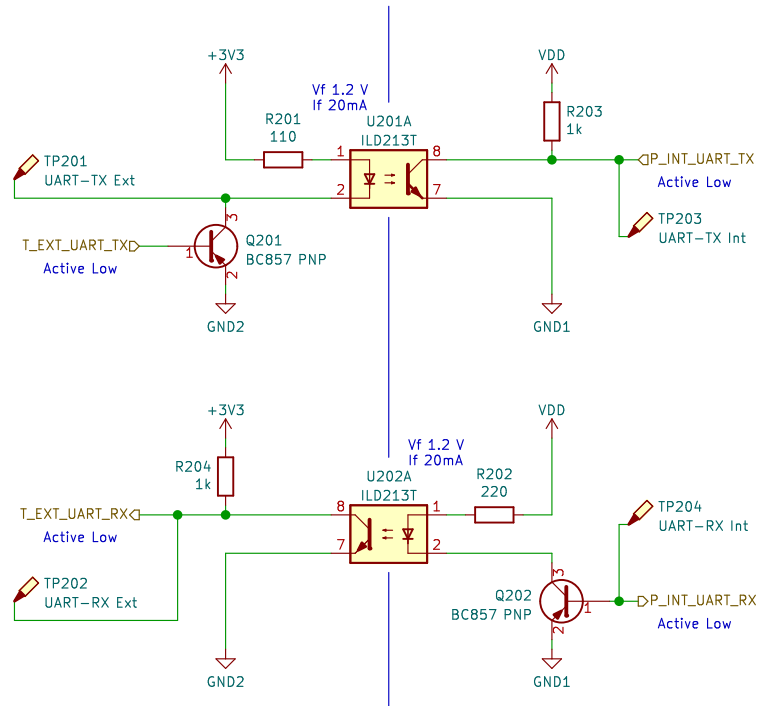 +3V3
VDD
Vf 1.2 V
If 20mA
R201
110
U201A
ILD213T
R203
1k
1
8
2
7
TP201
UART-TX Ext
P_INT_UART_TX
Active Low
TP203
UART-TX Int
3
T_EXT_UART_TX
Active Low
1
Q201
BC857 PNP
2
GND2
GND1
+3V3
VDD
Vf 1.2 V
If 20mA
R204
1k
U202A
ILD213T
R202
220
8
1
7
2
T_EXT_UART_RX
Active Low
TP204
UART-RX Int
TP202
UART-RX Ext
3
Q202
BC857 PNP
1
2
P_INT_UART_RX
Active Low
GND2
GND1